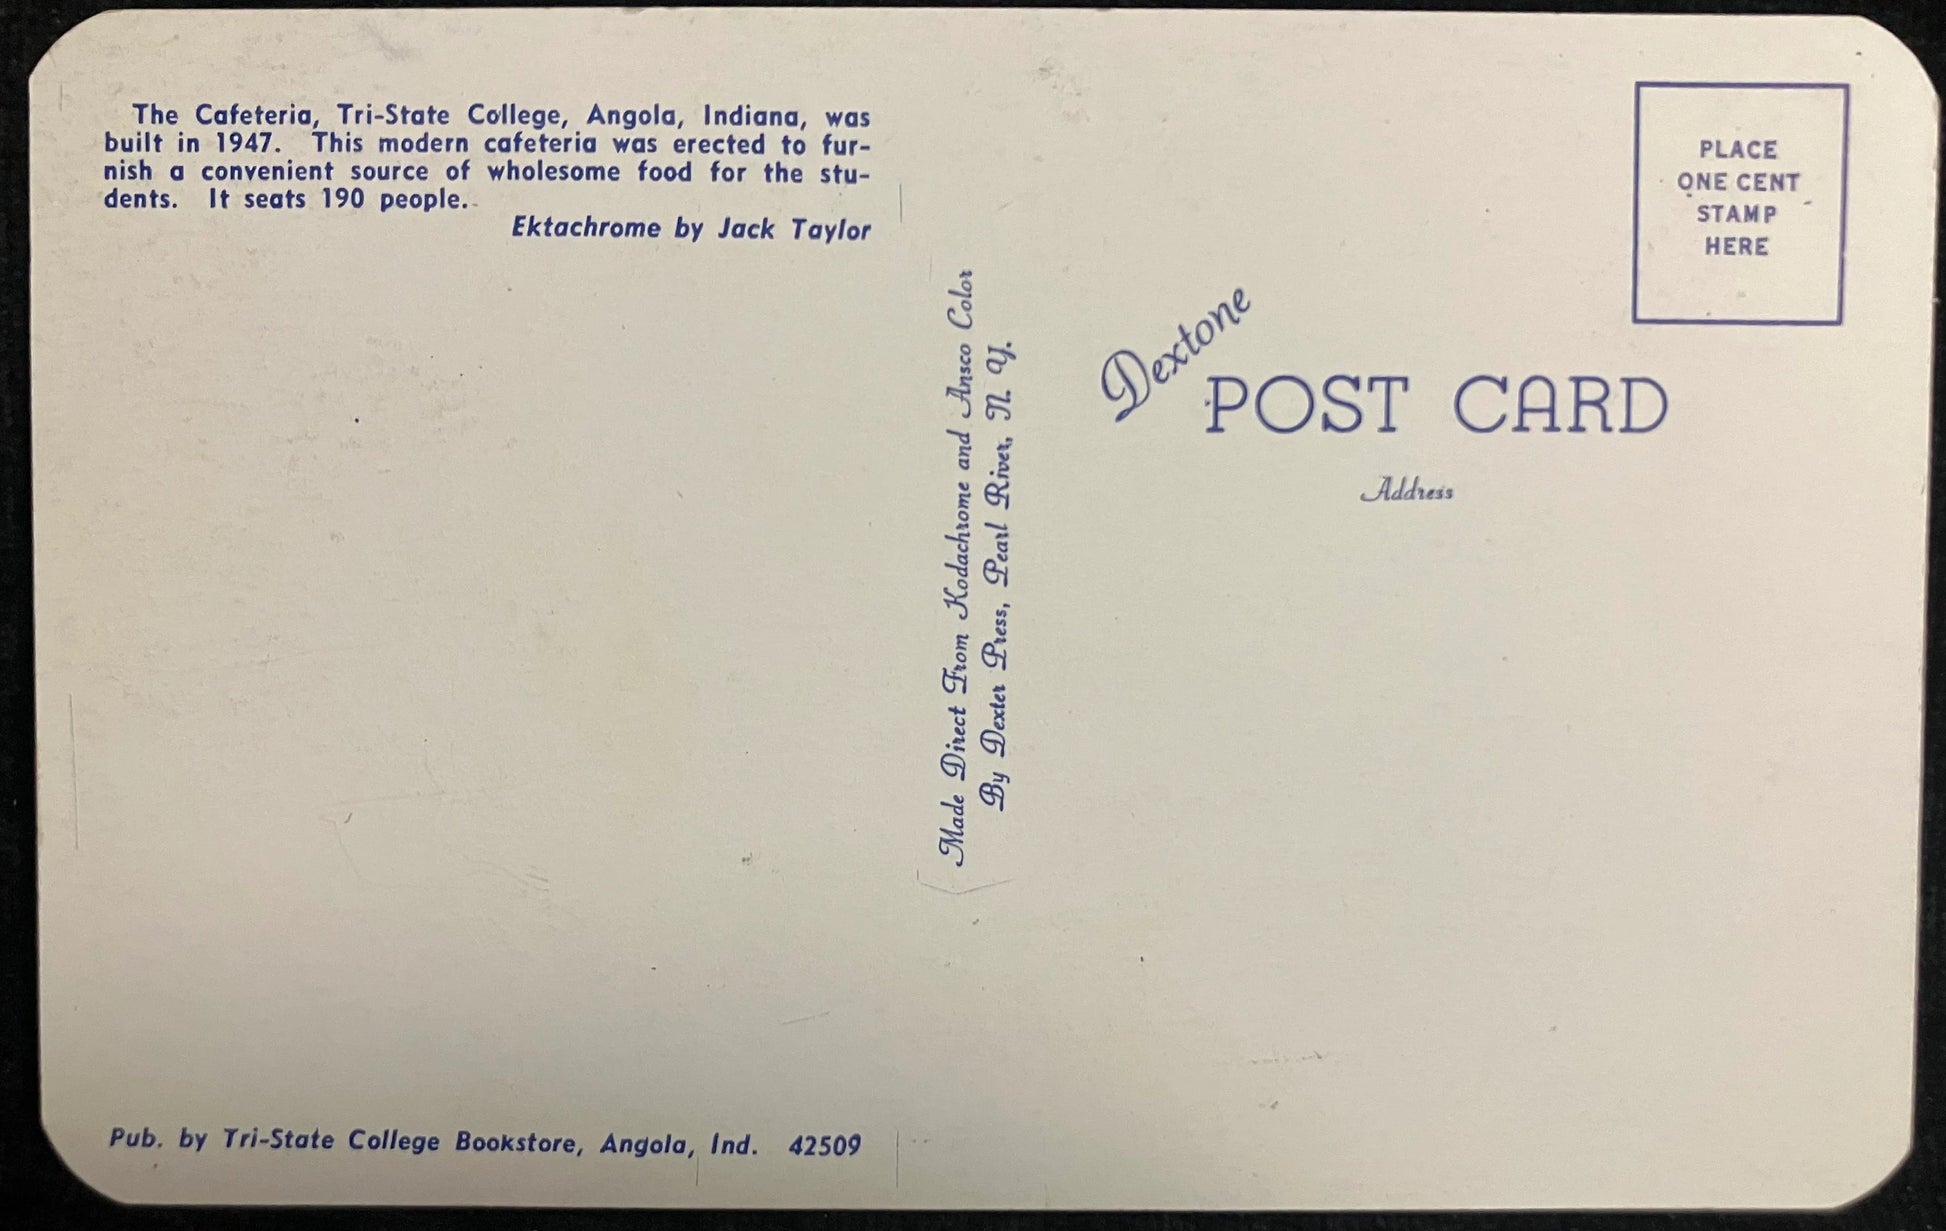 The Cafeteria, Tri-State College, Angola, Indiana, was
built in 1947. This modern cafeteria was erected to fur-
nish a convenient source of wholesome food for the stu-
dents. It seats 190 people.
Ektachrome by Jack Taylor
Pub. by Tri-State College Bookstore, Angola, Ind. 42509
Made Direct From Kodachrome and Ansco Color
By Dexter Press, Pearl River, N. Y.
PLACE
ONE CENT
STAMP
HERE
Dextone
POST CARD
Address